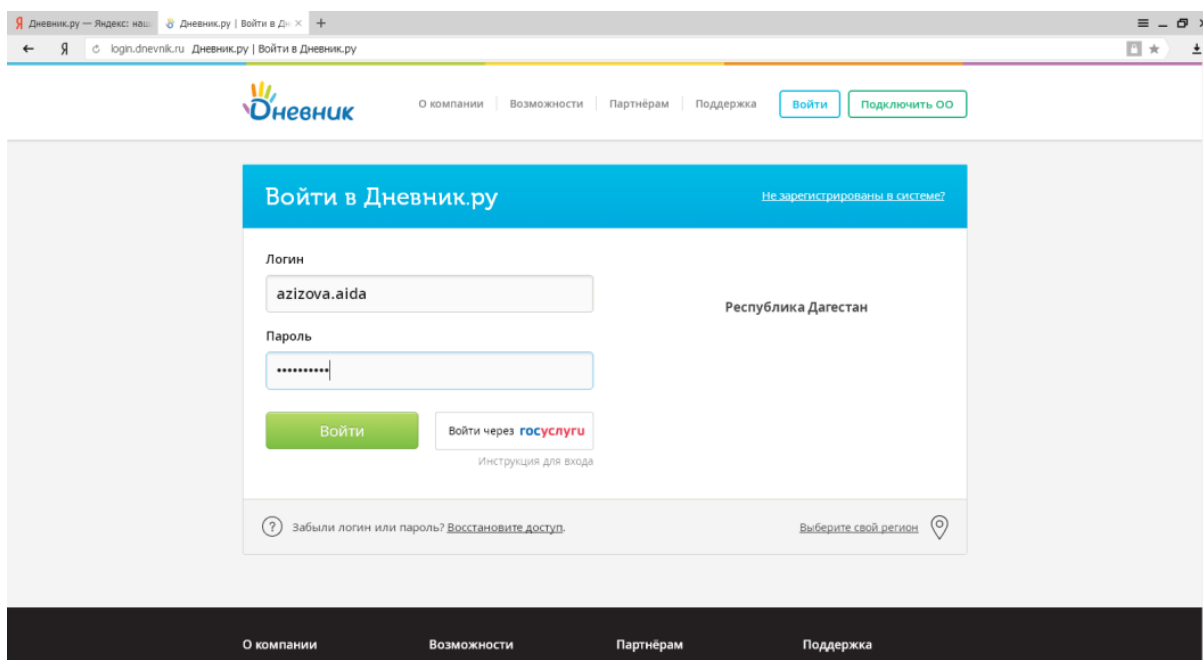 Я Дневник.ру — Яндекс: наш
Дневник.ру | Войти в Дн
Я login.dnevnik.ru Дневник.ру | Войти в Дневник.ру
Дневник
О компании
Возможности
Партнёрам
Поддержка
Войти
Подключить ОО
Войти в Дневник.ру
Не зарегистрированы в системе?
Логин
azizova.aida
Республика Дагестан
Пароль
••••••••••
Войти
Войти через госуслуги
Инструкция для входа
? Забыли логин или пароль? Восстановите доступ.
Выберите свой регион
О компании
Возможности
Партнёрам
Поддержка